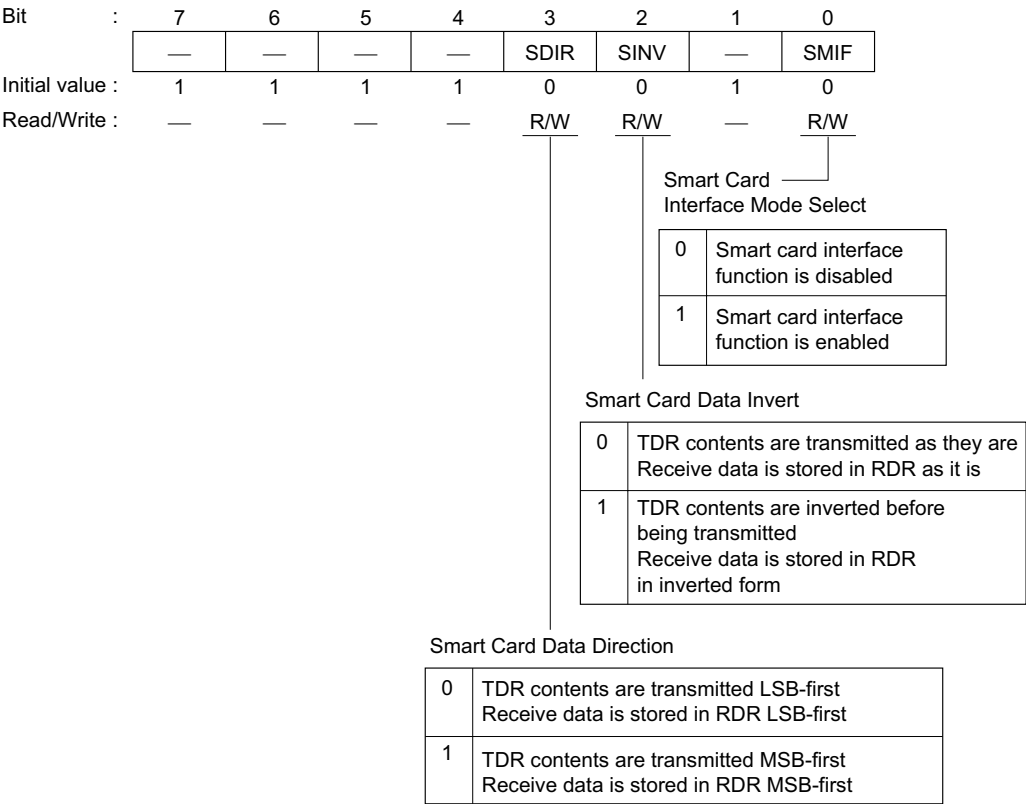 Bit : 7 6 5 4 3 2 1 0
— — — — SDIR SINV — SMIF
Initial value : 1 1 1 1 0 0 1 0
Read/Write : — — — — R/W R/W — R/W
Smart Card
Interface Mode Select
0 Smart card interface
function is disabled
1 Smart card interface
function is enabled
Smart Card Data Invert
0 TDR contents are transmitted as they are
Receive data is stored in RDR as it is
1 TDR contents are inverted before
being transmitted
Receive data is stored in RDR
in inverted form
Smart Card Data Direction
0 TDR contents are transmitted LSB-first
Receive data is stored in RDR LSB-first
1 TDR contents are transmitted MSB-first
Receive data is stored in RDR MSB-first